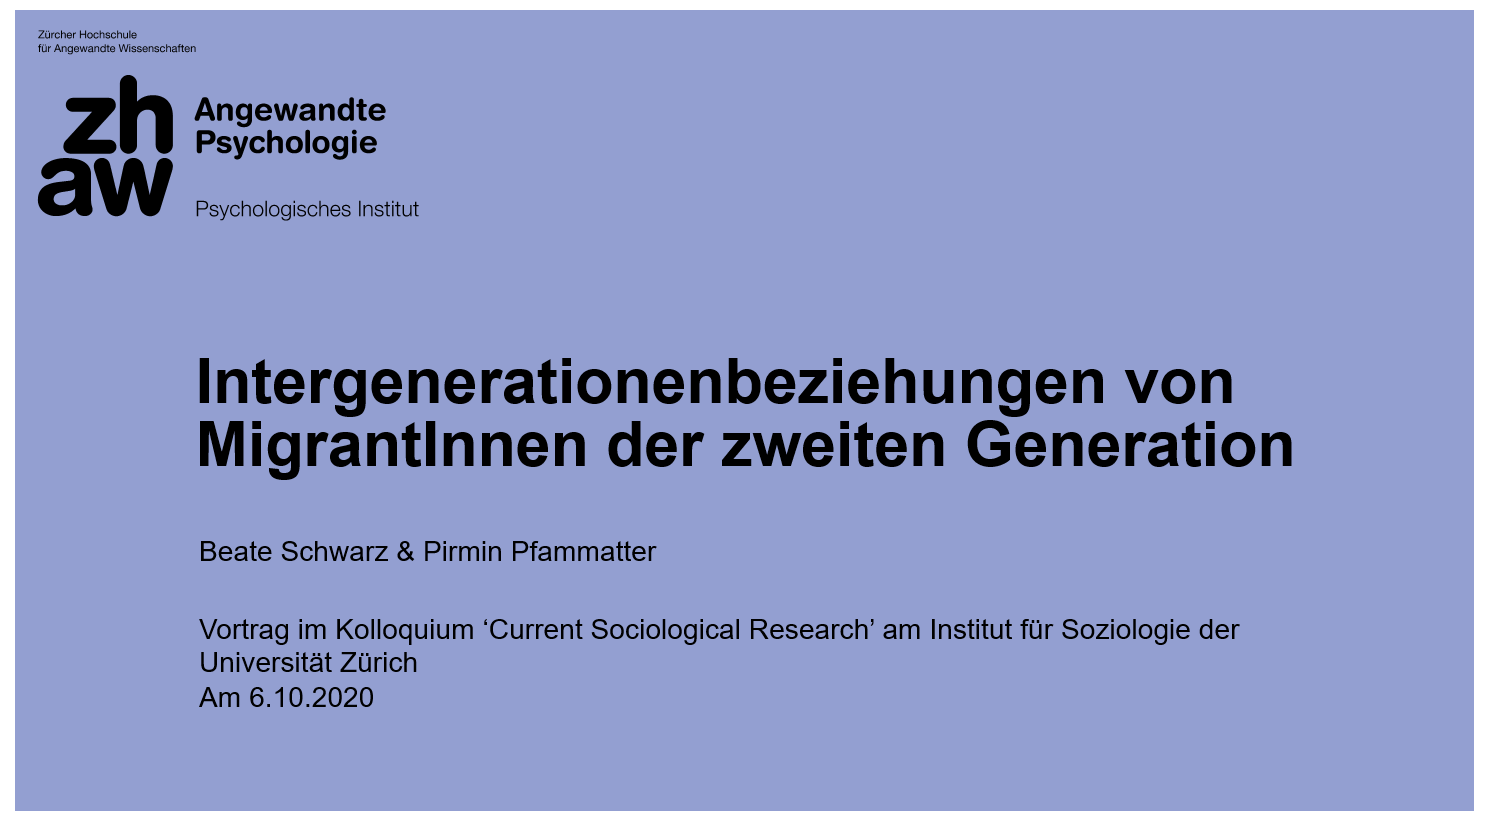 Zürcher Hochschule
für Angewandte Wissenschaften
zh
aw
Angewandte
Psychologie
Psychologisches Institut
Intergenerationenbeziehungen von
MigrantInnen der zweiten Generation
Beate Schwarz & Pirmin Pfammatter
Vortrag im Kolloquium ‘Current Sociological Research’ am Institut für Soziologie der
Universität Zürich
Am 6.10.2020